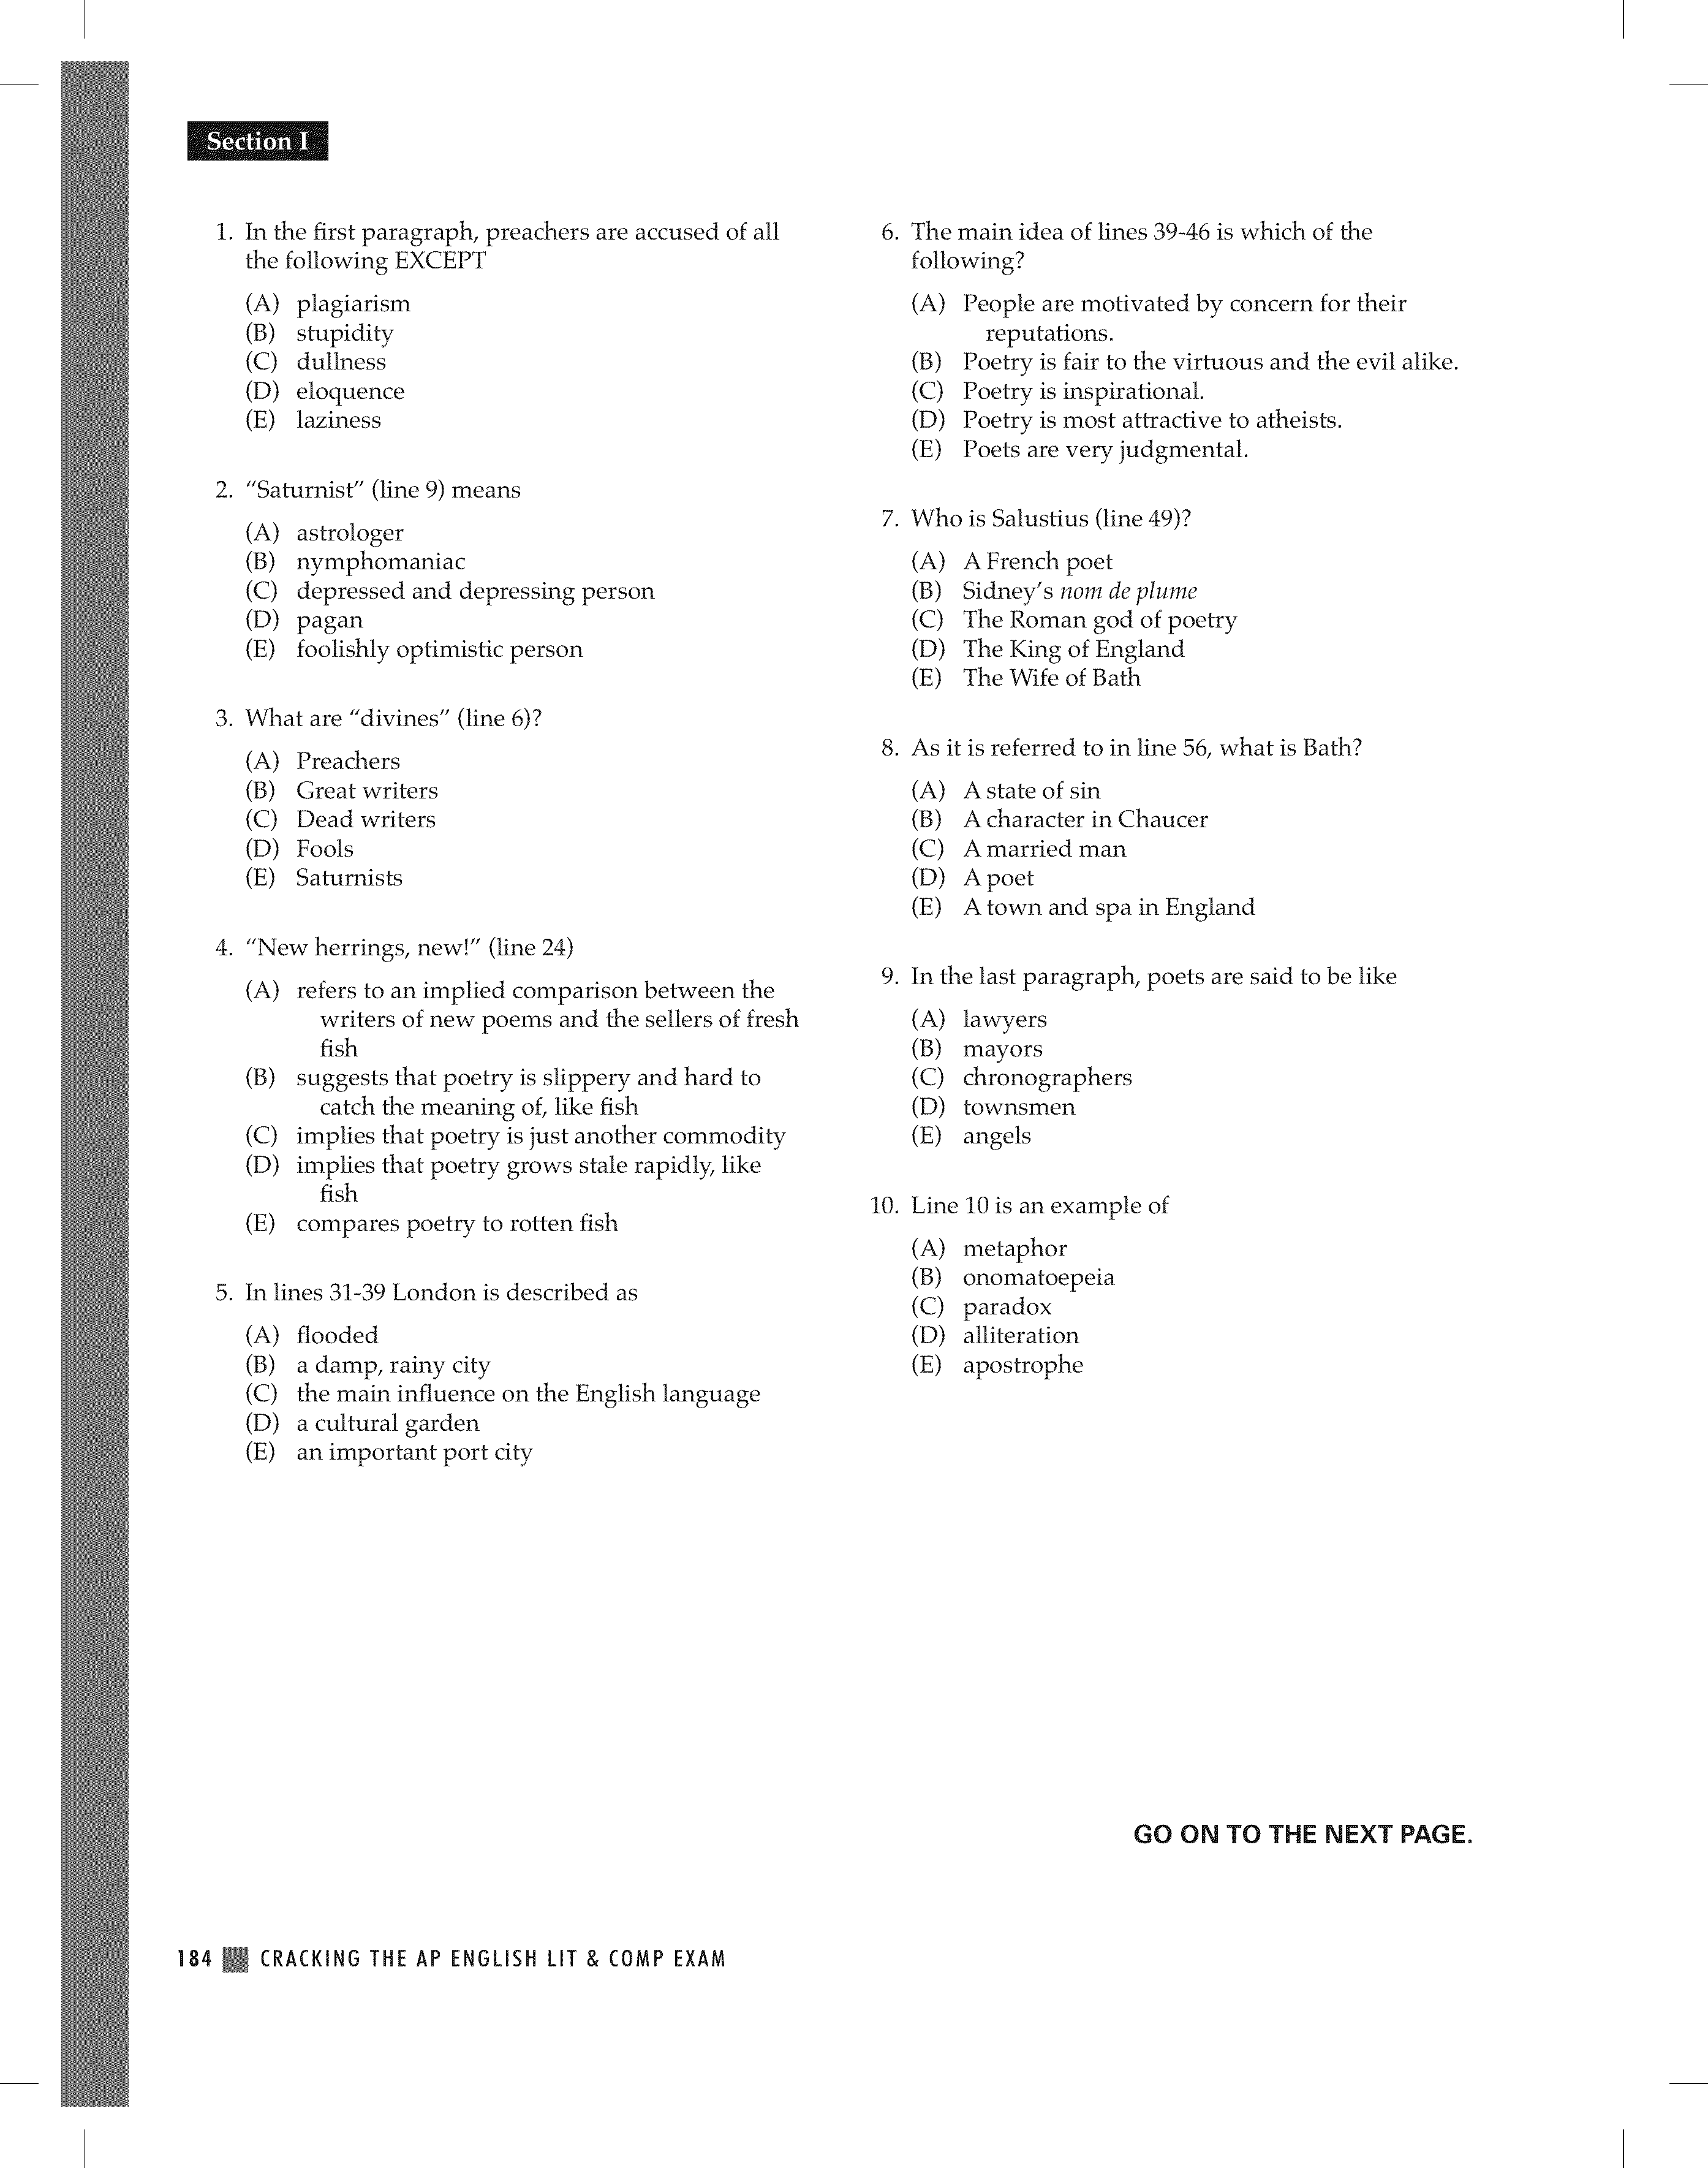 Section I
1. In the first paragraph, preachers are accused of all
the following EXCEPT
(A) plagiarism
(B) stupidity
(C) dullness
(D) eloquence
(E) laziness
2. “Saturnist” (line 9) means
(A) astrologer
(B) nymphomaniac
(C) depressed and depressing person
(D) pagan
(E) foolishly optimistic person
3. What are “divines” (line 6)?
(A) Preachers
(B) Great writers
(C) Dead writers
(D) Fools
(E) Saturnists
4. “New herrings, new!” (line 24)
(A) refers to an implied comparison between the
writers of new poems and the sellers of fresh
fish
(B) suggests that poetry is slippery and hard to
catch the meaning of, like fish
(C) implies that poetry is just another commodity
(D) implies that poetry grows stale rapidly, like
fish
(E) compares poetry to rotten fish
5. In lines 31-39 London is described as
(A) flooded
(B) a damp, rainy city
(C) the main influence on the English language
(D) a cultural garden
(E) an important port city
6. The main idea of lines 39-46 is which of the
following?
(A) People are motivated by concern for their
reputations.
(B) Poetry is fair to the virtuous and the evil alike.
(C) Poetry is inspirational.
(D) Poetry is most attractive to atheists.
(E) Poets are very judgmental.
7. Who is Salustius (line 49)?
(A) A French poet
(B) Sidney’s nom de plume
(C) The Roman god of poetry
(D) The King of England
(E) The Wife of Bath
8. As it is referred to in line 56, what is Bath?
(A) A state of sin
(B) A character in Chaucer
(C) A married man
(D) A poet
(E) A town and spa in England
9. In the last paragraph, poets are said to be like
(A) lawyers
(B) mayors
(C) chronographers
(D) townsmen
(E) angels
10. Line 10 is an example of
(A) metaphor
(B) onomatoepeia
(C) paradox
(D) alliteration
(E) apostrophe
GO ON TO THE NEXT PAGE.
184 CRACKING THE AP ENGLISH LIT & COMP EXAM